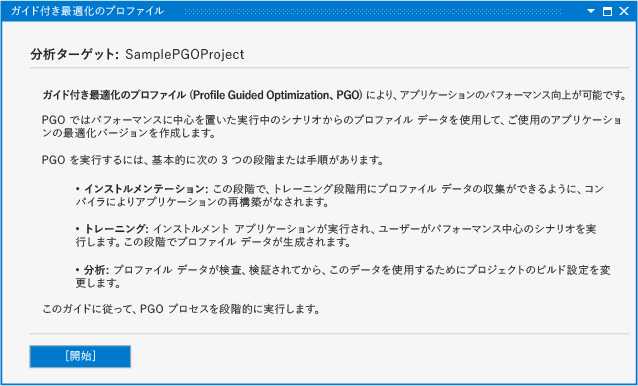 ガイド付き最適化のプロファイル
分析ターゲット: SamplePGOProject
ガイド付き最適化のプロファイル (Profile Guided Optimization、PGO) により、アプリケーションのパフォーマンス向上が可能です。
PGO ではパフォーマンスに中心を置いた実行中のシナリオからのプロファイル データを使用して、ご使用のアプリケーショ
ンの最適化バージョンを作成します。
PGO を実行するには、基本的に次の 3 つの段階または手順があります。
• インストルメンテーション: この段階で、トレーニング段階用にプロファイル データの収集ができるように、コン
パイラによりアプリケーションの再構築がなされます。
• トレーニング: インストルメント アプリケーションが実行され、ユーザーがパフォーマンス中心のシナリオを実
行します。この段階でプロファイル データが生成されます。
• 分析: プロファイル データが検査、検証されてから、このデータを使用するためにプロジェクトのビルド設定を変
更します。
このガイドに従って、PGO プロセスを段階的に実行します。
[開始]